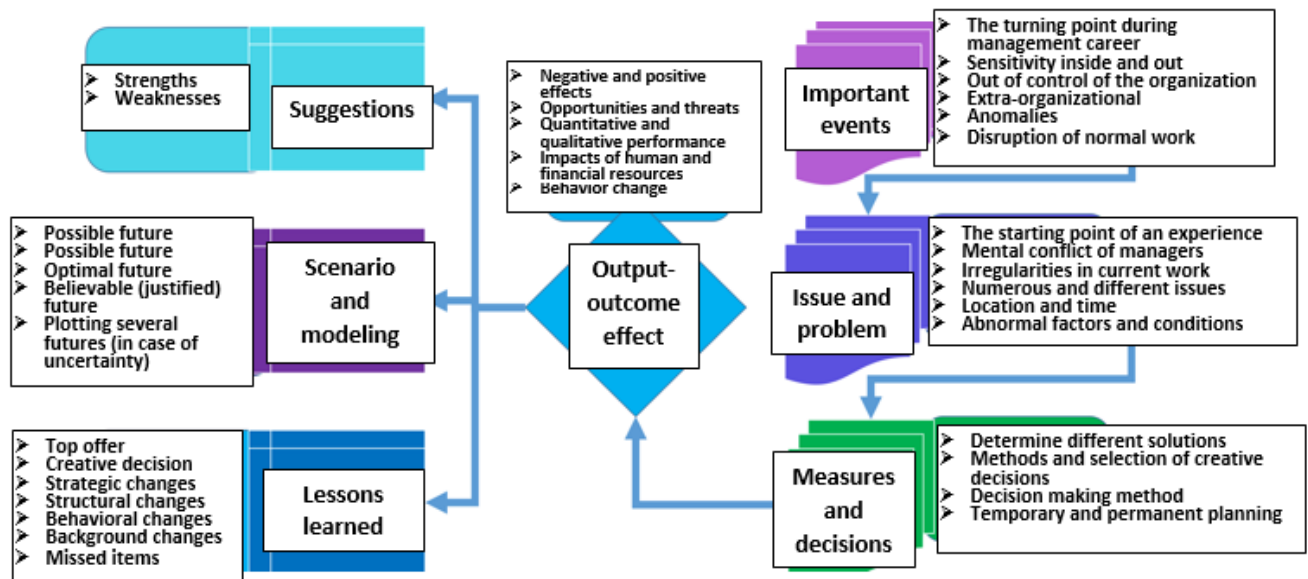 Strengths
Weaknesses
Suggestions
Negative and positive
effects
Opportunities and threats
Quantitative and
qualitative performance
Impacts of human and
financial resources
Behavior change
Important
events
The turning point during
management career
Sensitivity inside and out
Out of control of the organization
Extra-organizational
Anomalies
Disruption of normal work
Possible future
Possible future
Optimal future
Believable (justified)
future
Plotting several
futures (in case of
uncertainty)
Scenario
and
modeling
Output-
outcome
effect
Issue and
problem
The starting point of an experience
Mental conflict of managers
Irregularities in current work
Numerous and different issues
Location and time
Abnormal factors and conditions
Top offer
Creative decision
Strategic changes
Structural changes
Behavioral changes
Background changes
Missed items
Lessons
learned
Measures
and
decisions
Determine different solutions
Methods and selection of creative
decisions
Decision making method
Temporary and permanent planning